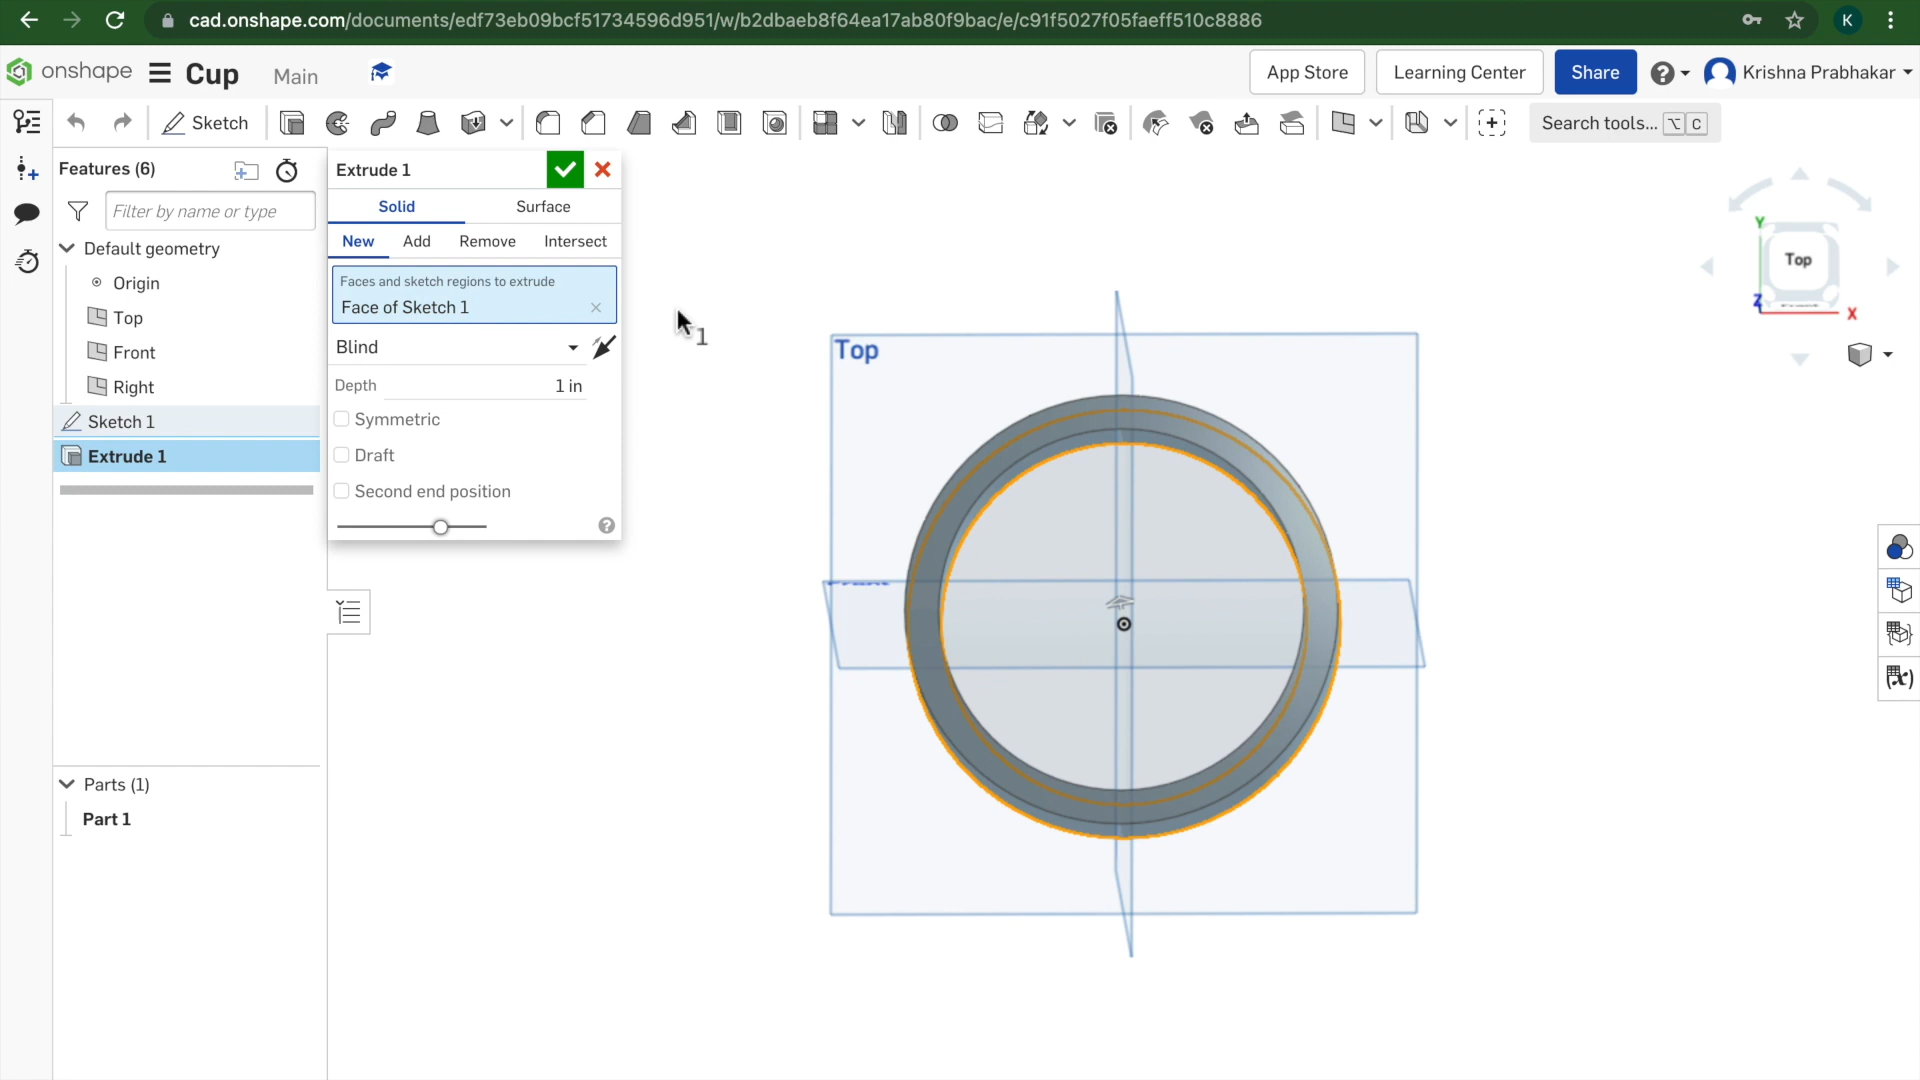 cad.onshape.com/documents/edf73eb09bcf51734596d951/w/b2dbaeb8f64ea17ab80f9bac/e/c91f5027f05faeff510c8886
K
onshape
Cup
Main
App Store
Learning Center
Share
Krishna Prabhakar
Sketch
Search tools... ⌥ C
Features (6)
Filter by name or type
Default geometry
Origin
Top
Front
Right
Sketch 1
Extrude 1
Parts (1)
Part 1
Extrude 1
Solid
Surface
New
Add
Remove
Intersect
Faces and sketch regions to extrude
Face of Sketch 1
Blind
Depth
1 in
Symmetric
Draft
Second end position
1
Top
Front
Y
Top
Z
X
(x)